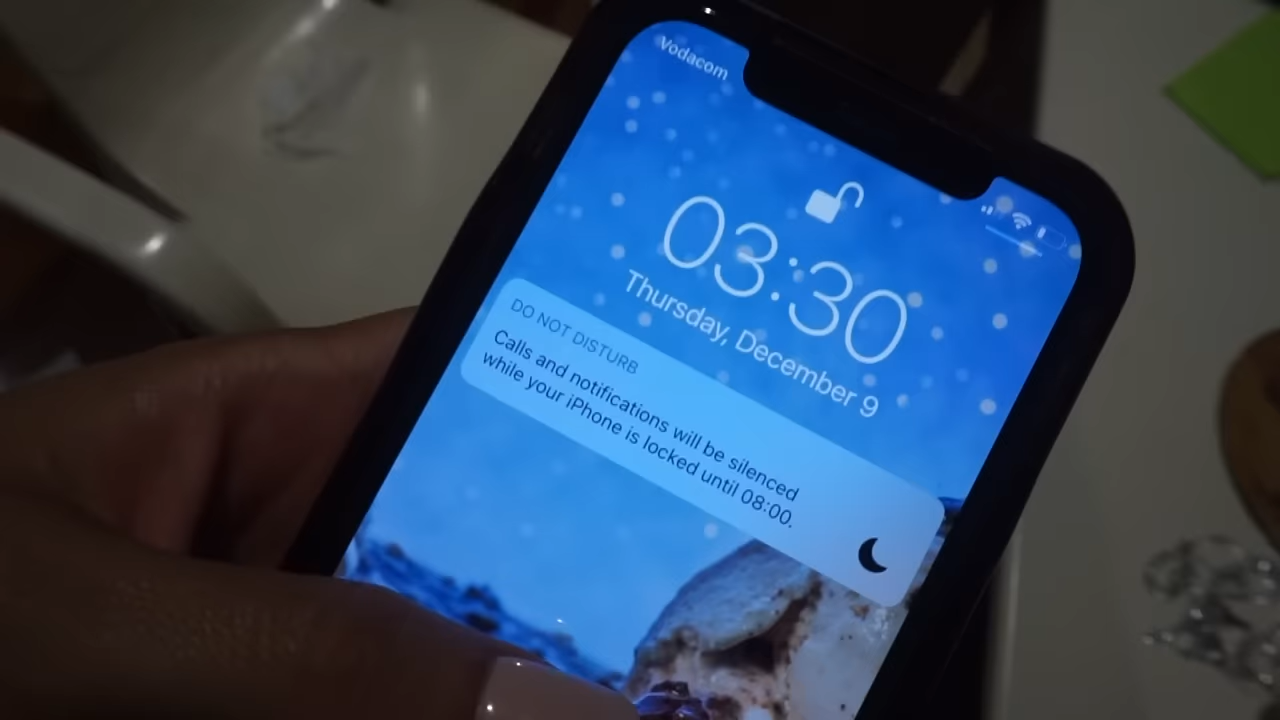 Vodacom
03:30
Thursday, December 9
DO NOT DISTURB
Calls and notifications will be silenced
while your iPhone is locked until 08:00.